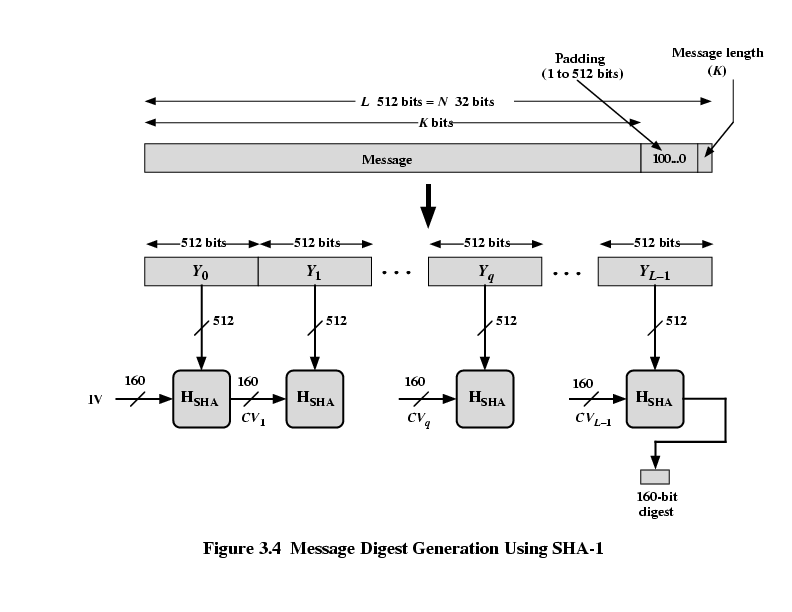 Padding
(1 to 512 bits)
Message length
(K)
L 512 bits = N 32 bits
K bits
Message
100...0
512 bits
512 bits
512 bits
512 bits
Y0
Y1
. . .
Yq
. . .
YL–1
512
512
512
512
IV
160
HSHA
160
CV1
HSHA
160
CVq
HSHA
160
CVL–1
HSHA
160-bit
digest
Figure 3.4 Message Digest Generation Using SHA-1